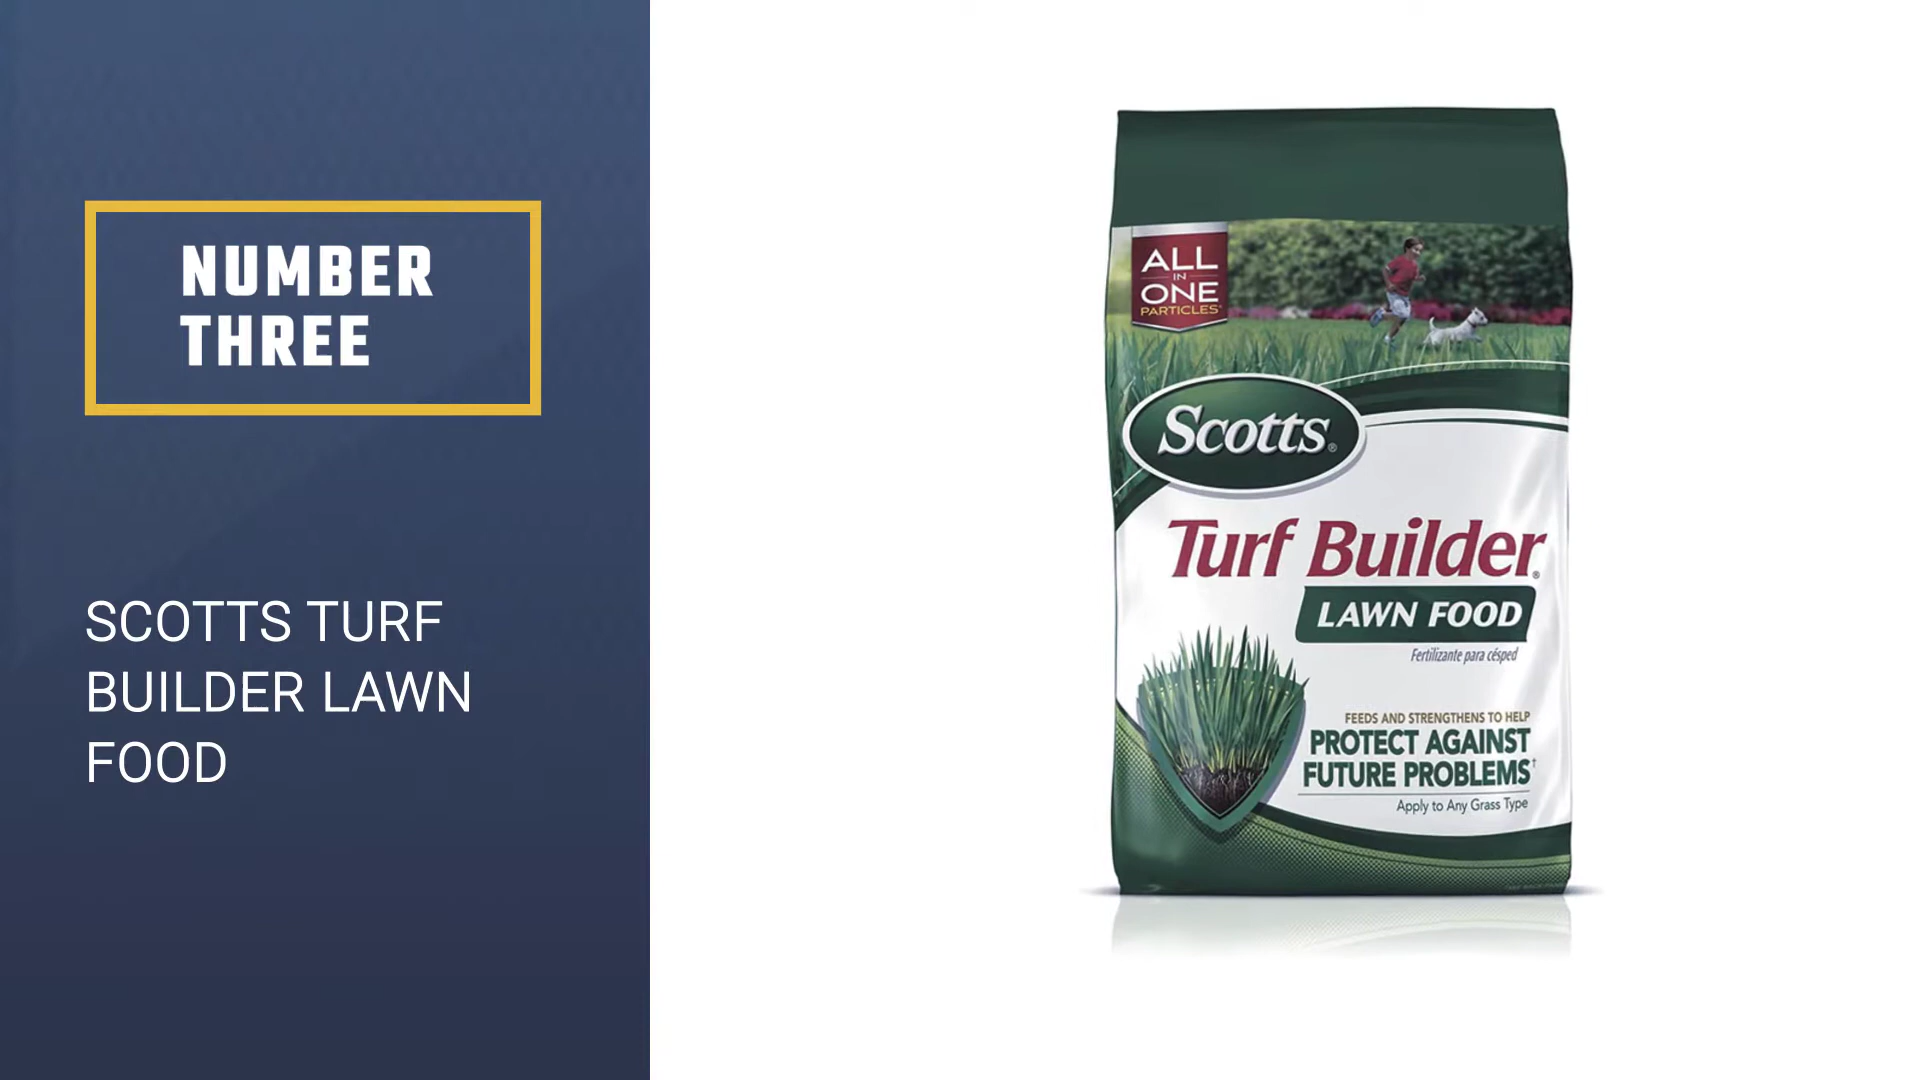 NUMBER
THREE
SCOTTS TURF
BUILDER LAWN
FOOD
ALL
IN
ONE
PARTICLES®
Scotts®
Turf Builder®
LAWN FOOD
Fertilizante para césped
FEEDS AND STRENGTHENS TO HELP
PROTECT AGAINST
FUTURE PROBLEMS†
Apply to Any Grass Type